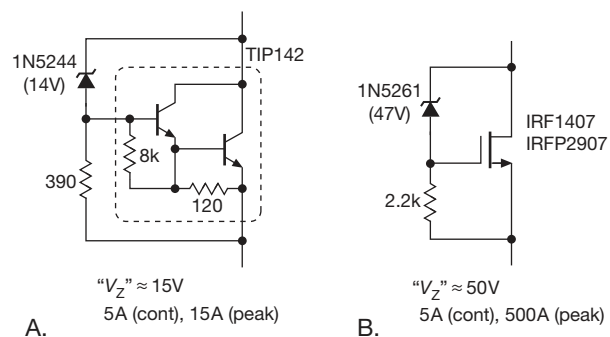 TIP142
1N5244
(14V)
8k
390
120
"V_Z" ≈ 15V
5A (cont), 15A (peak)
A.
1N5261
(47V)
IRF1407
IRFP2907
2.2k
"V_Z" ≈ 50V
5A (cont), 500A (peak)
B.